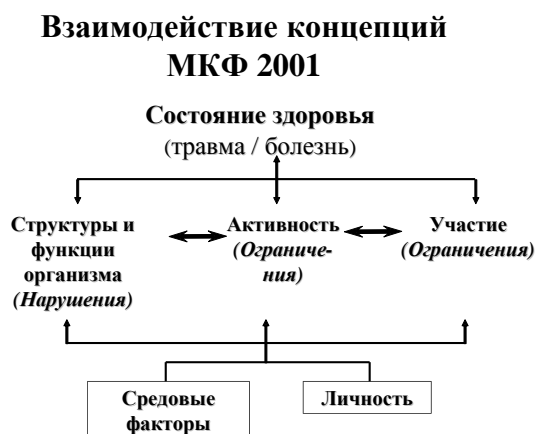 Взаимодействие концепций
МКФ 2001
Состояние здоровья
(травма / болезнь)
Структуры и
функции
организма
(Нарушения)
Активность
(Ограниче-
ния)
Участие
(Ограничения)
Средовые
факторы
Личность